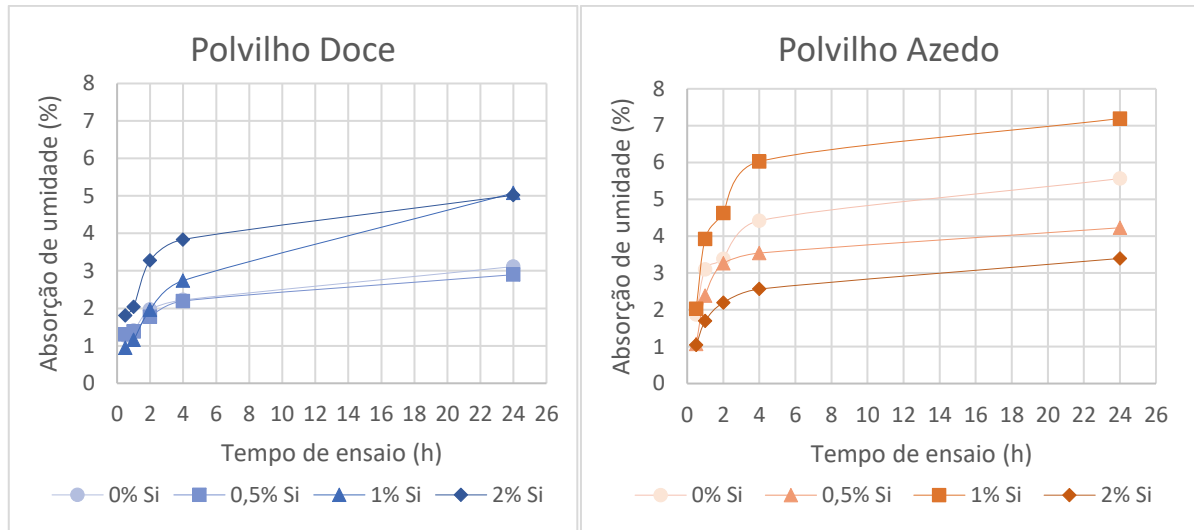 Polvilho Doce
Absorção de umidade (%)
8
7
6
5
4
3
2
1
0
0 2 4 6 8 10 12 14 16 18 20 22 24 26
Tempo de ensaio (h)
0% Si 0,5% Si 1% Si 2% Si
Polvilho Azedo
Absorção de umidade (%)
8
7
6
5
4
3
2
1
0
0 2 4 6 8 10 12 14 16 18 20 22 24 26
Tempo de ensaio (h)
0% Si 0,5% Si 1% Si 2% Si